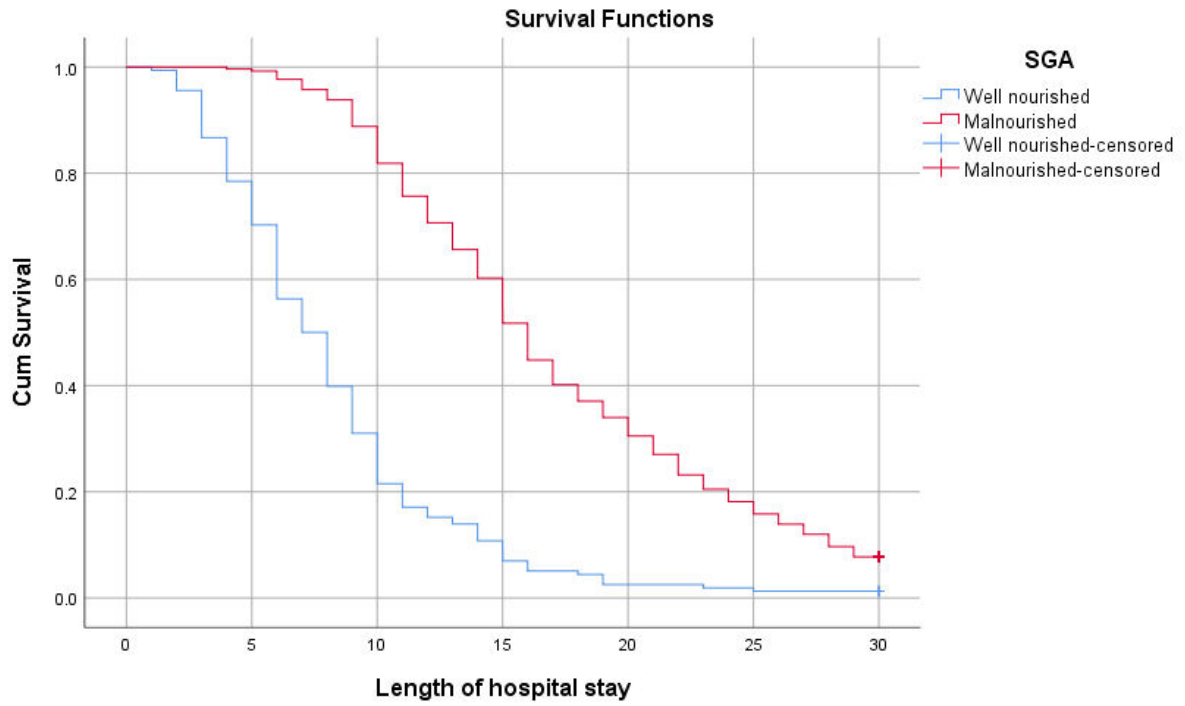 Survival Functions
SGA
Well nourished
Malnourished
Well nourished-censored
Malnourished-censored
Cum Survival
1.0
0.8
0.6
0.4
0.2
0.0
0 5 10 15 20 25 30
Length of hospital stay